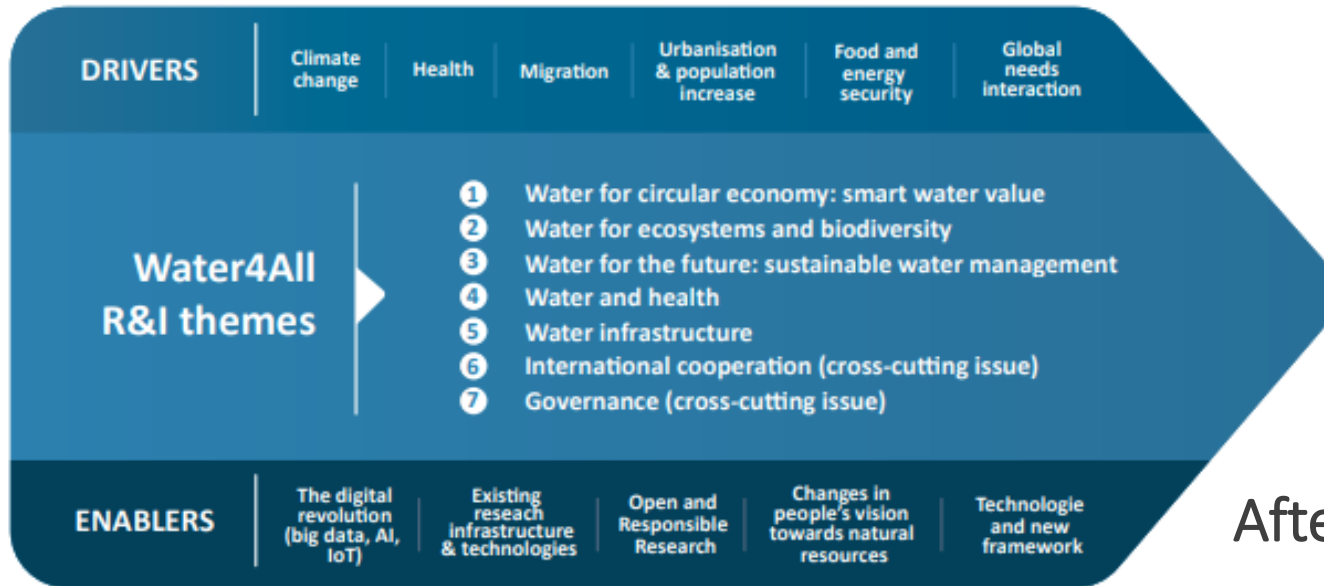 DRIVERS
Climate
change
Health
Migration
Urbanisation
& population
increase
Food and
energy
security
Global
needs
interaction
Water4All
R&I themes
1 Water for circular economy: smart water value
2 Water for ecosystems and biodiversity
3 Water for the future: sustainable water management
4 Water and health
5 Water infrastructure
6 International cooperation (cross-cutting issue)
7 Governance (cross-cutting issue)
ENABLERS
The digital
revolution
(big data, AI,
IoT)
Existing
reseach
infrastructure
& technologies
Open and
Responsible
Research
Changes in
people's vision
towards natural
resources
Technologie
and new
framework